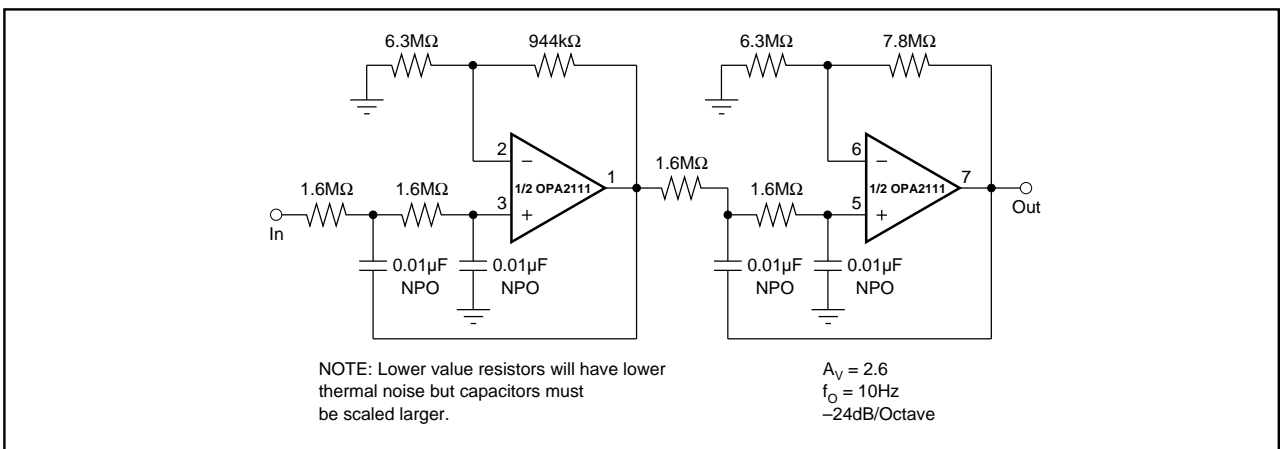 6.3MΩ 944kΩ 6.3MΩ 7.8MΩ
2 − 1/2 OPA2111 1 3 +
6 − 1/2 OPA2111 7 5 +
1.6MΩ 1.6MΩ 1.6MΩ 1.6MΩ
In Out
0.01µF 0.01µF 0.01µF 0.01µF
NPO NPO NPO NPO
NOTE: Lower value resistors will have lower
thermal noise but capacitors must
be scaled larger.
A_V = 2.6
f_O = 10Hz
–24dB/Octave